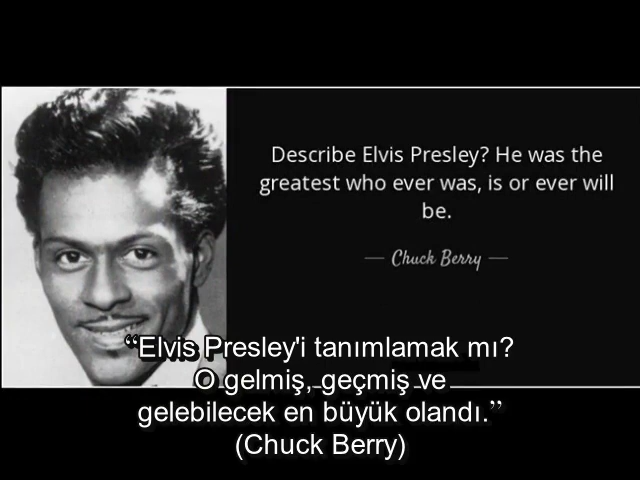 Describe Elvis Presley? He was the
greatest who ever was, is or ever will
be.
— Chuck Berry —
“Elvis Presley'i tanımlamak mı?
O gelmiş, geçmiş ve
gelebilecek en büyük olandı.”
(Chuck Berry)